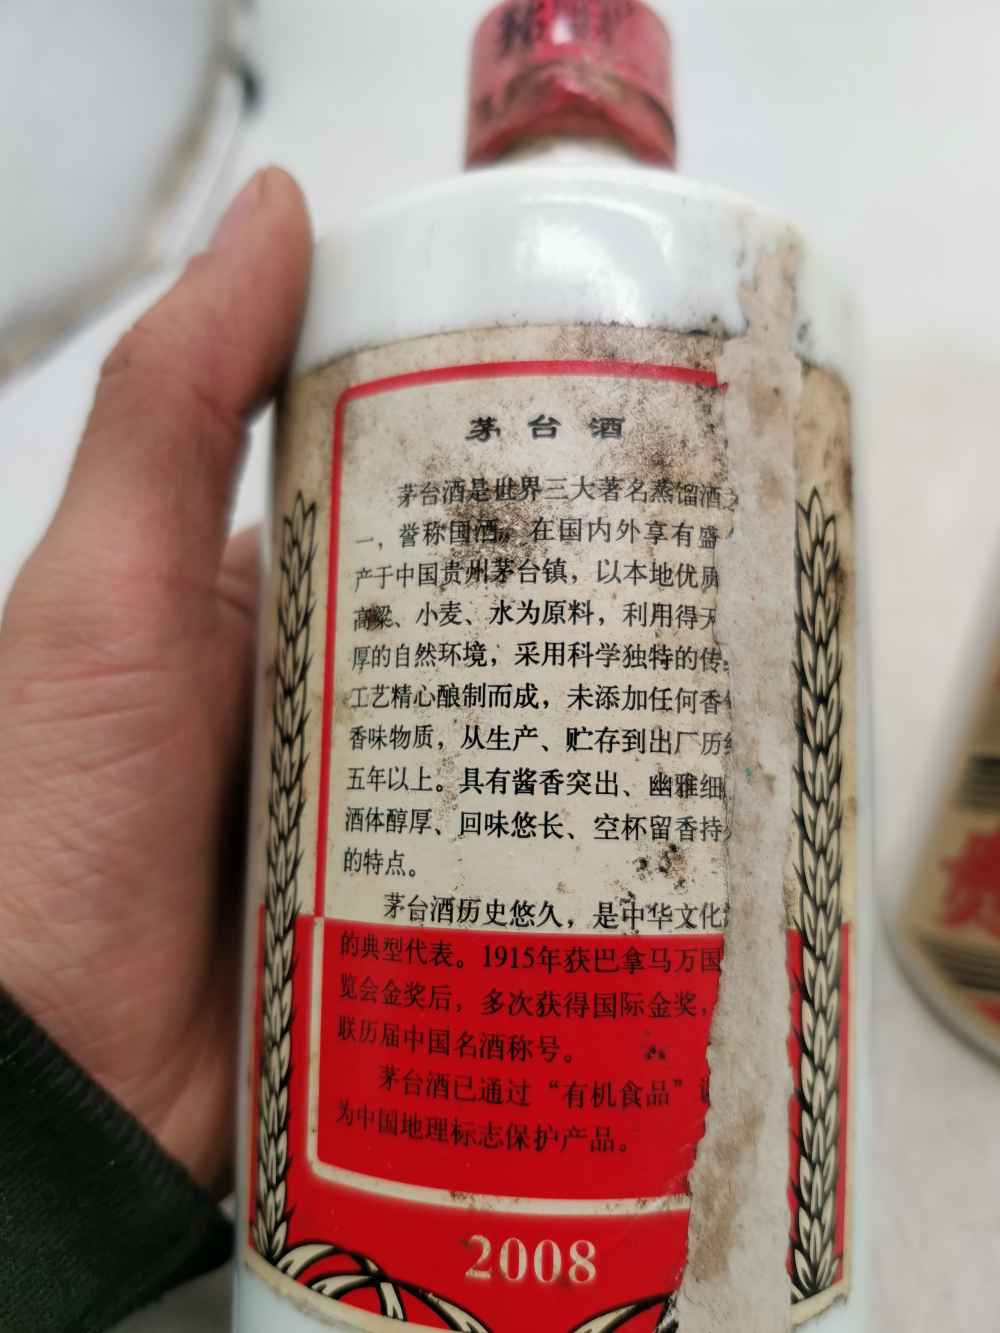 茅台酒
茅台酒是世界三大著名蒸馏酒之
一，誉称国酒。在国内外享有盛
产于中国贵州茅台镇，以本地优质
高粱、小麦、水为原料，利用得天
厚的自然环境，采用科学独特的传
工艺精心酿制而成，未添加任何香
香味物质，从生产、贮存到出厂历经
五年以上。具有酱香突出、幽雅细
酒体醇厚、回味悠长、空杯留香持久
的特点。
茅台酒历史悠久，是中华文化
的典型代表。1915年获巴拿马万国
览会金奖后，多次获得国际金奖，
联历届中国名酒称号。
茅台酒已通过“有机食品”
为中国地理标志保护产品。
2008